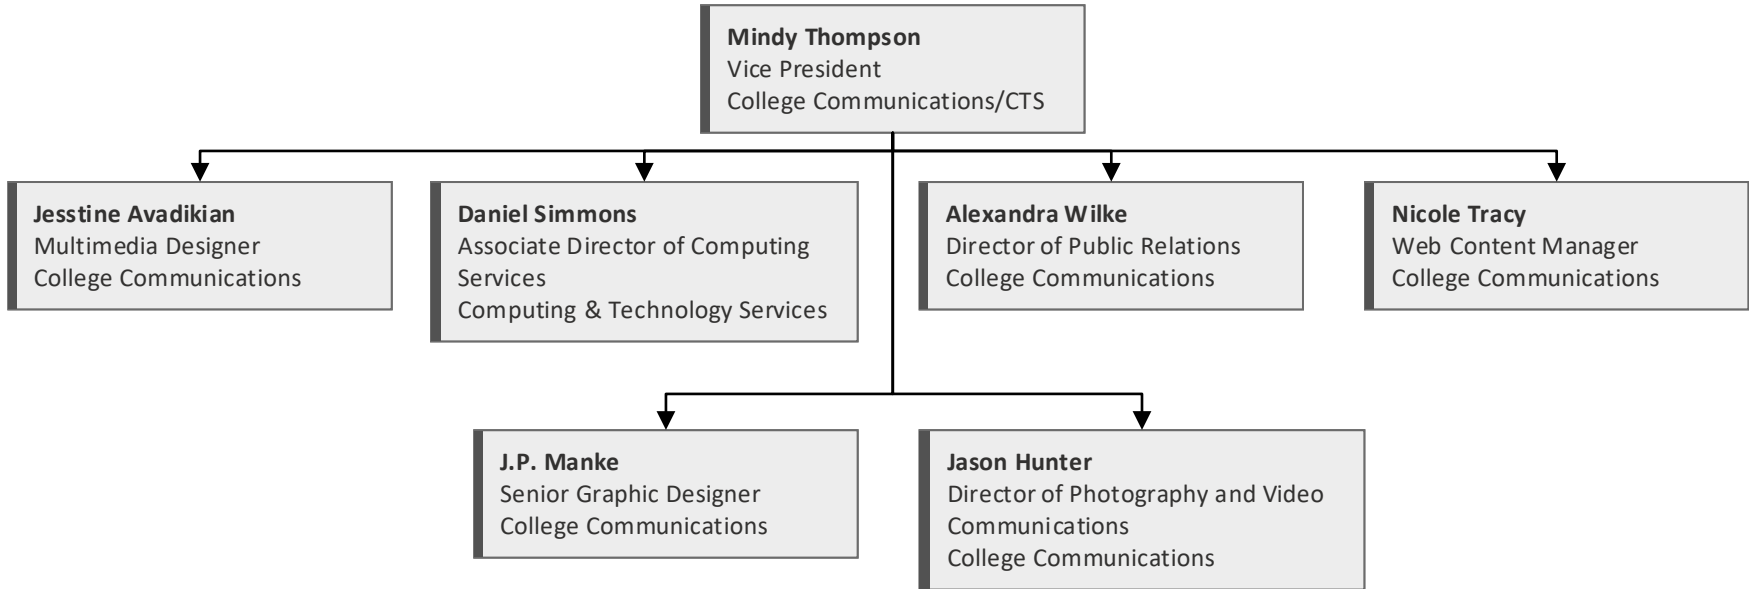 Mindy Thompson
Vice President
College Communications/CTS
Jesstine Avadikian
Multimedia Designer
College Communications
Daniel Simmons
Associate Director of Computing
Services
Computing & Technology Services
Alexandra Wilke
Director of Public Relations
College Communications
Nicole Tracy
Web Content Manager
College Communications
J.P. Manke
Senior Graphic Designer
College Communications
Jason Hunter
Director of Photography and Video
Communications
College Communications